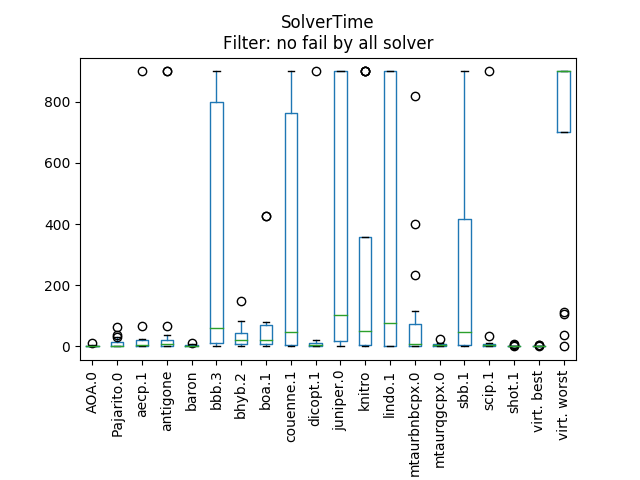 SolverTime
Filter: no fail by all solver
800
600
400
200
0
AOA.0
Pajarito.0
aecp.1
antigone
baron
bbb.3
bhyb.2
boa.1
couenne.1
dicopt.1
juniper.0
knitro
lindo.1
mtaurbnbcpx.0
mtaurqgcpx.0
sbb.1
scip.1
shot.1
virt. best
virt. worst